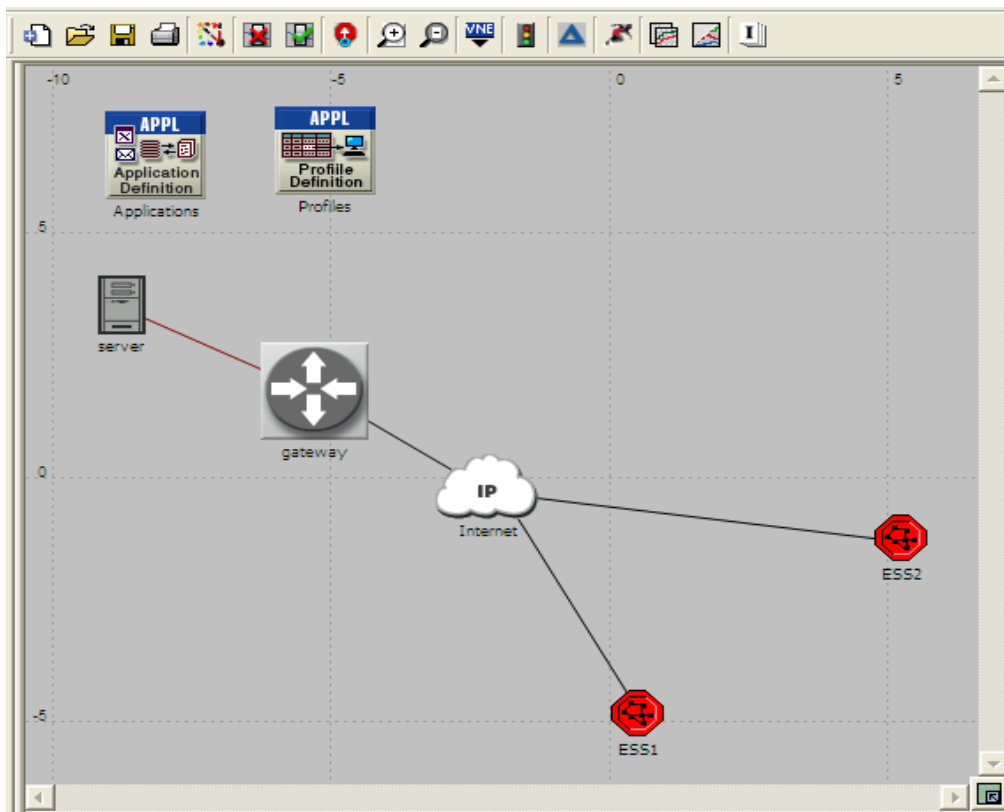 VNE
I
-10
-5
0
5
APPL
APPL
Application
Definition
Profiile
Definition
Applications
Profiles
5
server
gateway
0
IP
Internet
ESS2
-5
ESS1